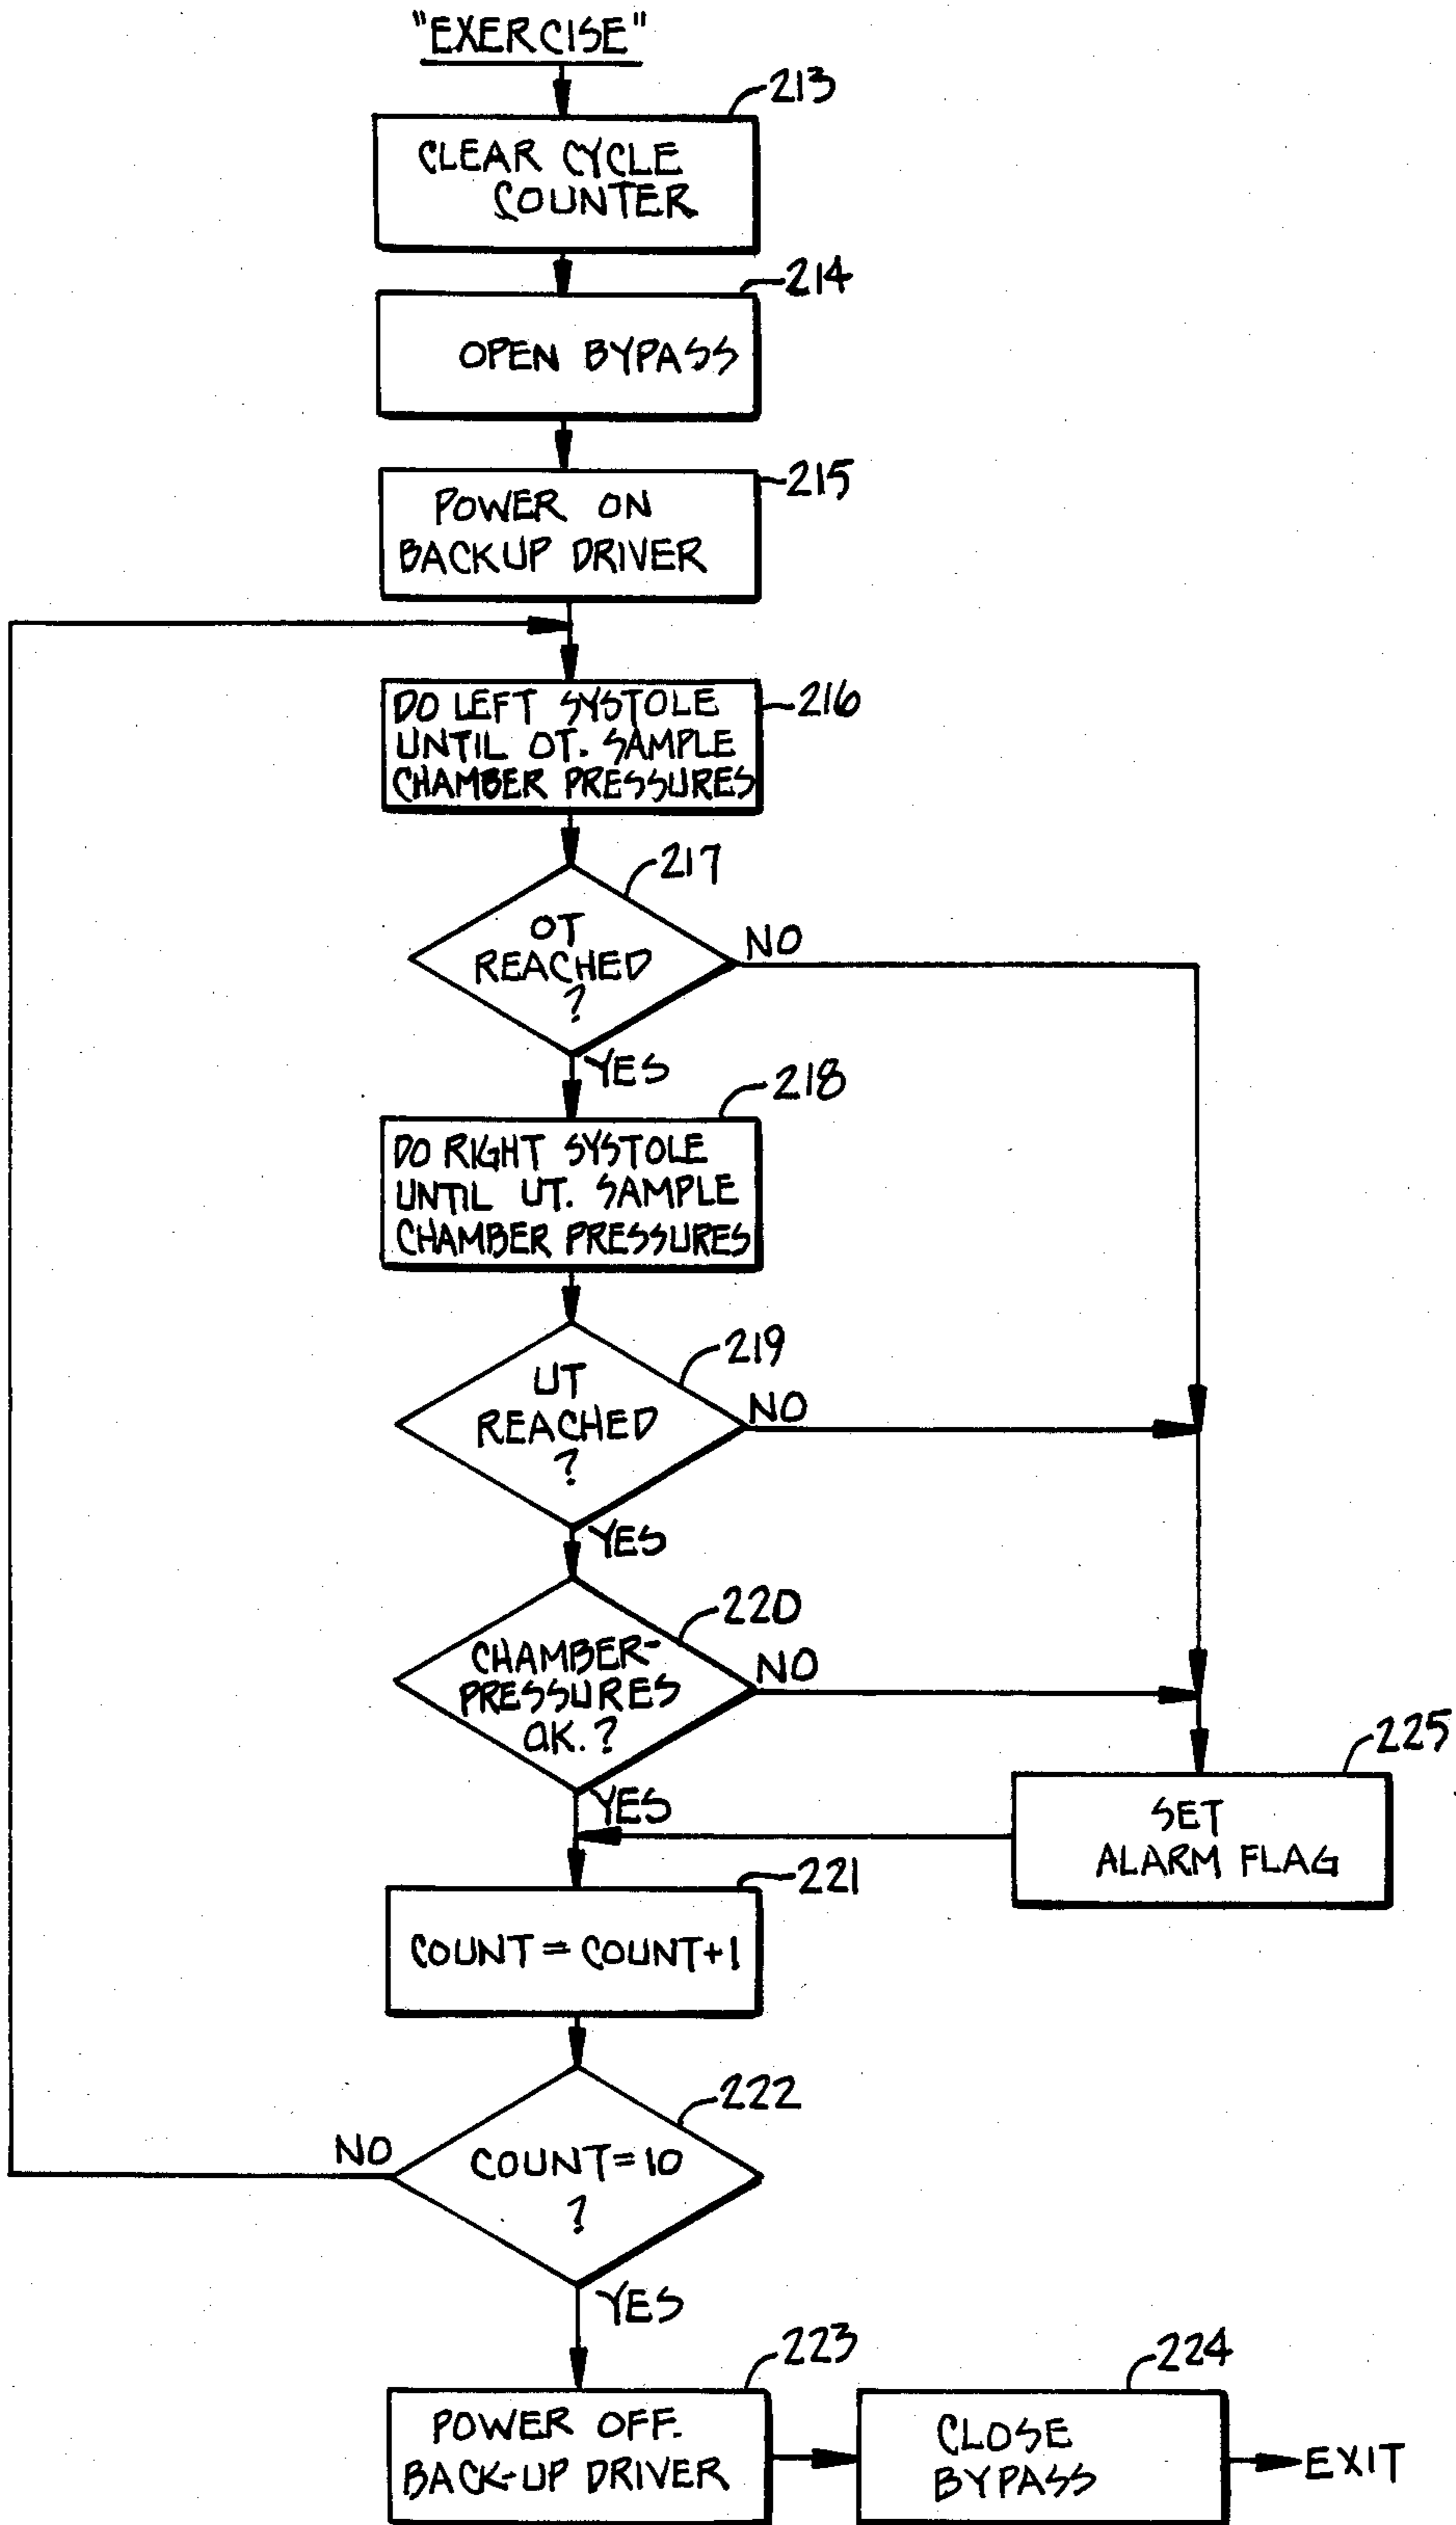 "EXERCISE"
213
CLEAR CYCLE
COUNTER
214
OPEN BYPASS
215
POWER ON
BACKUP DRIVER
216
DO LEFT SYSTOLE
UNTIL OT. SAMPLE
CHAMBER PRESSURES
217
OT
REACHED
?
NO
YES
218
DO RIGHT SYSTOLE
UNTIL UT. SAMPLE
CHAMBER PRESSURES
219
UT
REACHED
?
NO
YES
220
CHAMBER-
PRESSURES
OK.?
NO
YES
225
SET
ALARM FLAG
221
COUNT = COUNT+1
222
COUNT=10
?
NO
YES
223
POWER OFF.
BACK-UP DRIVER
224
CLOSE
BYPASS
EXIT